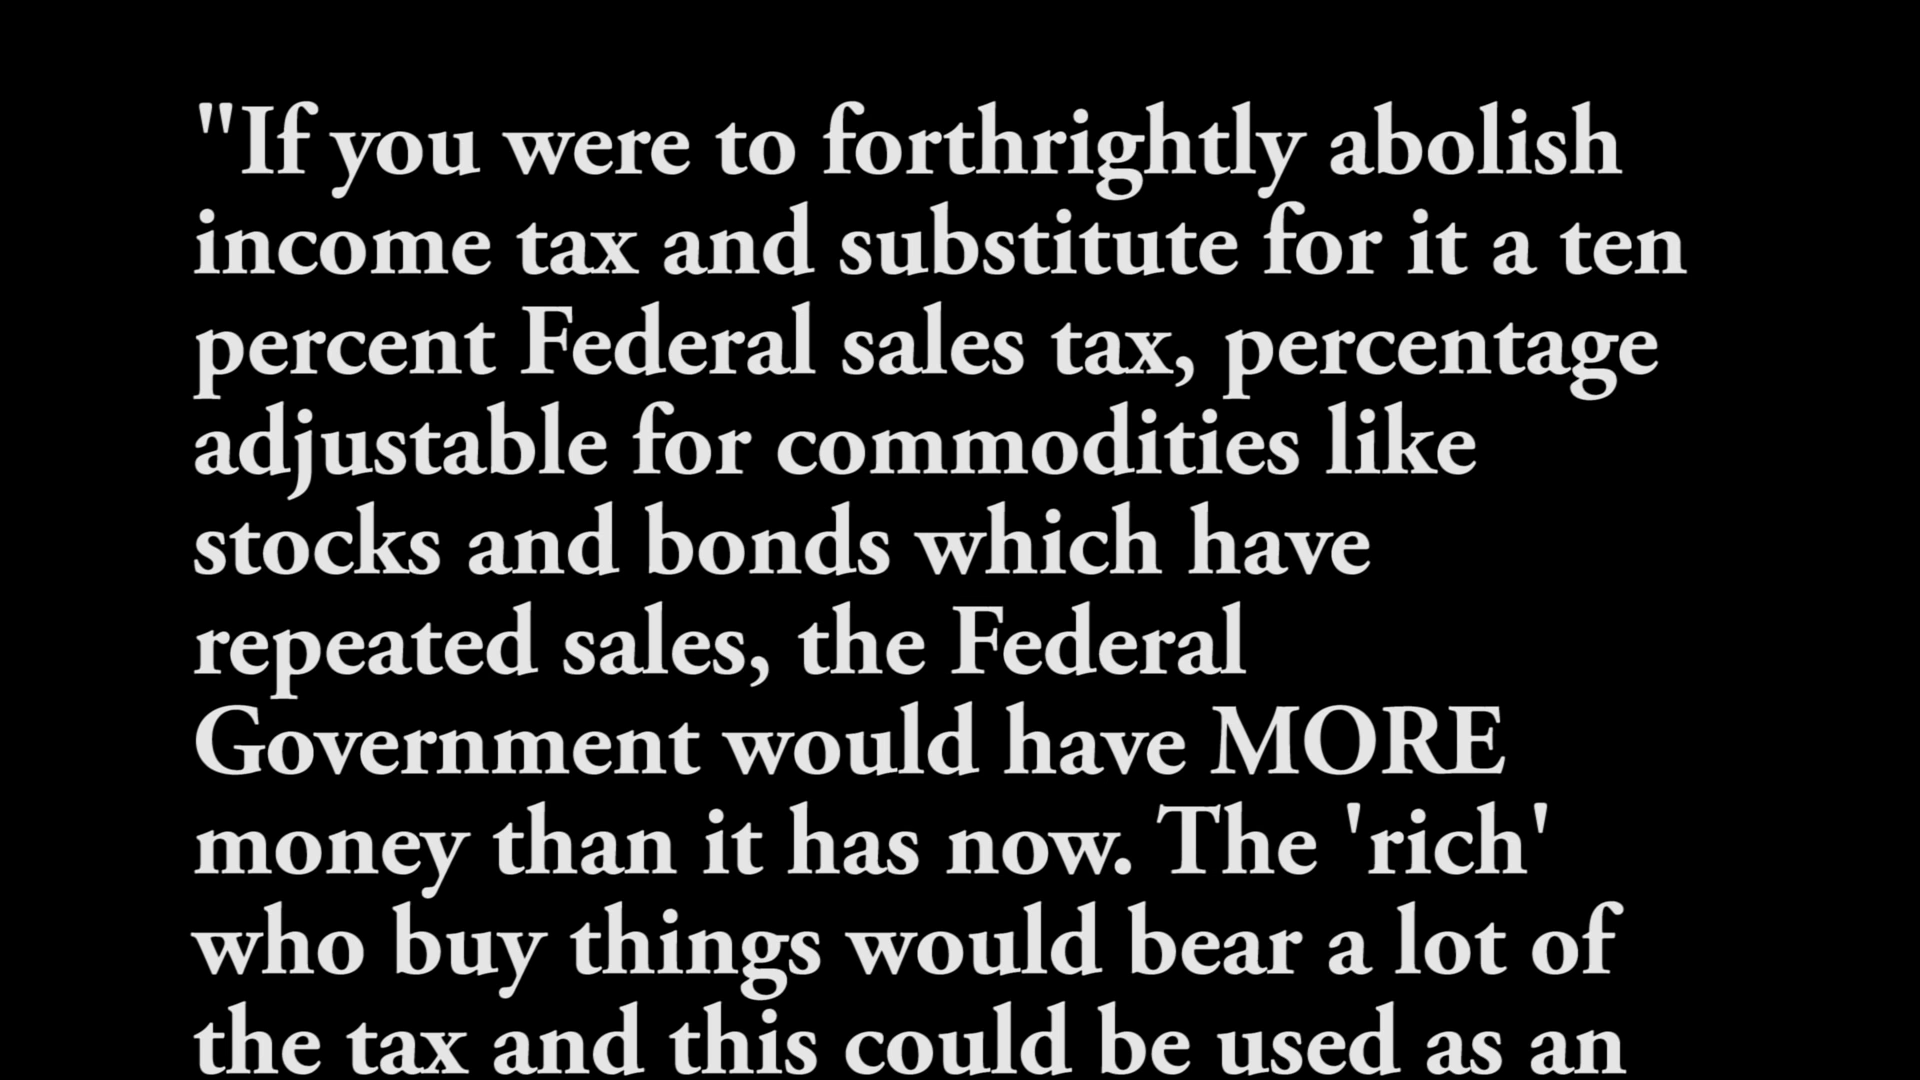 "If you were to forthrightly abolish
income tax and substitute for it a ten
percent Federal sales tax, percentage
adjustable for commodities like
stocks and bonds which have
repeated sales, the Federal
Government would have MORE
money than it has now. The 'rich'
who buy things would bear a lot of
the tax and this could be used as an